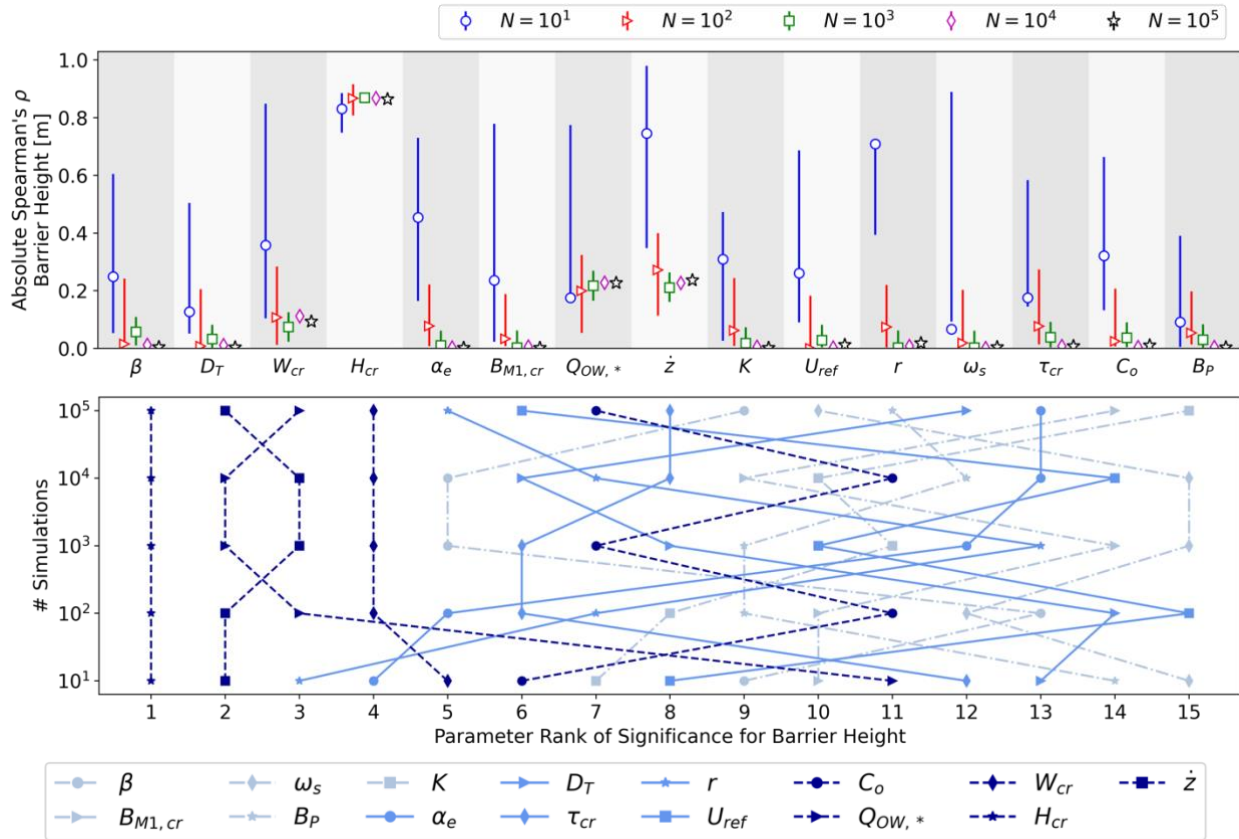 N = 10¹ N = 10² N = 10³ N = 10⁴ N = 10⁵
Absolute Spearman's ρ
Barrier Height [m]
1.0
0.8
0.6
0.4
0.2
0.0
β D_T W_cr H_cr α_e B_M1,cr Q_OW,* ż K U_ref r ω_s τ_cr C_o B_P
# Simulations
10⁵
10⁴
10³
10²
10¹
1 2 3 4 5 6 7 8 9 10 11 12 13 14 15
Parameter Rank of Significance for Barrier Height
β ω_s K D_T r C_o W_cr ż
B_M1,cr B_P α_e τ_cr U_ref Q_OW,* H_cr